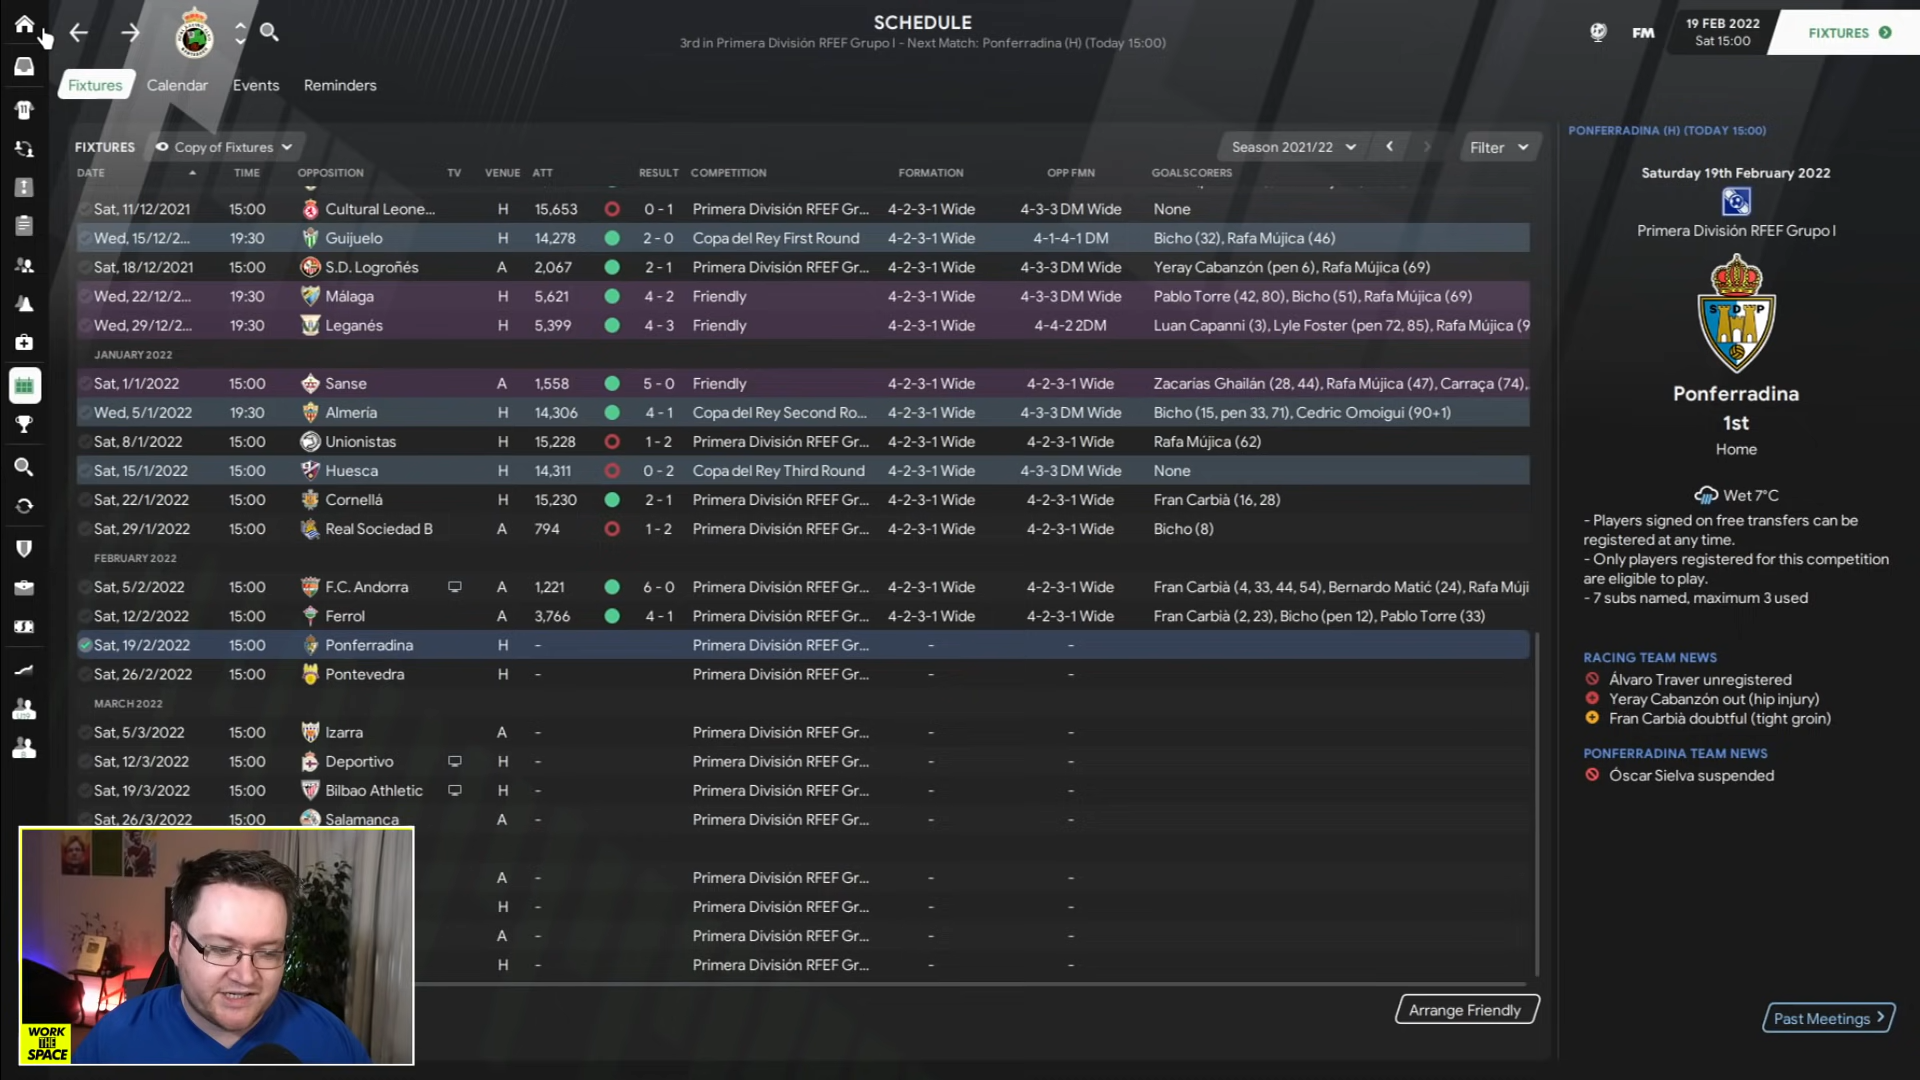 SCHEDULE
3rd in Primera División RFEF Grupo I - Next Match: Ponferradina (H) (Today 15:00)
FM
19 FEB 2022
Sat 15:00
FIXTURES
Fixtures
Calendar
Events
Reminders
FIXTURES
Copy of Fixtures
Season 2021/22
Filter
DATE TIME OPPOSITION TV VENUE ATT RESULT COMPETITION FORMATION OPP FMN GOALSCORERS
Sat, 11/12/2021 15:00 Cultural Leone... H 15,653 0 - 1 Primera División RFEF Gr... 4-2-3-1 Wide 4-3-3 DM Wide None
Wed, 15/12/2... 19:30 Guijuelo H 14,278 2 - 0 Copa del Rey First Round 4-2-3-1 Wide 4-1-4-1 DM Bicho (32), Rafa Mújica (46)
Sat, 18/12/2021 15:00 S.D. Logroñés A 2,067 2 - 1 Primera División RFEF Gr... 4-2-3-1 Wide 4-3-3 DM Wide Yeray Cabanzón (pen 6), Rafa Mújica (69)
Wed, 22/12/2... 19:30 Málaga H 5,621 4 - 2 Friendly 4-2-3-1 Wide 4-3-3 DM Wide Pablo Torre (42, 80), Bicho (51), Rafa Mújica (69)
Wed, 29/12/2... 19:30 Leganés H 5,399 4 - 3 Friendly 4-2-3-1 Wide 4-4-2 2DM Luan Capanni (3), Lyle Foster (pen 72, 85), Rafa Mújica (9
JANUARY 2022
Sat, 1/1/2022 15:00 Sanse A 1,558 5 - 0 Friendly 4-2-3-1 Wide 4-2-3-1 Wide Zacarías Ghailán (28, 44), Rafa Mújica (47), Carraça (74),
Wed, 5/1/2022 19:30 Almería H 14,306 4 - 1 Copa del Rey Second Ro... 4-2-3-1 Wide 4-3-3 DM Wide Bicho (15, pen 33, 71), Cedric Omoigui (90+1)
Sat, 8/1/2022 15:00 Unionistas H 15,228 1 - 2 Primera División RFEF Gr... 4-2-3-1 Wide 4-2-3-1 Wide Rafa Mújica (62)
Sat, 15/1/2022 15:00 Huesca H 14,311 0 - 2 Copa del Rey Third Round 4-2-3-1 Wide 4-3-3 DM Wide None
Sat, 22/1/2022 15:00 Cornellá H 15,230 2 - 1 Primera División RFEF Gr... 4-2-3-1 Wide 4-2-3-1 Wide Fran Carbià (16, 28)
Sat, 29/1/2022 15:00 Real Sociedad B A 794 1 - 2 Primera División RFEF Gr... 4-2-3-1 Wide 4-2-3-1 Wide Bicho (8)
FEBRUARY 2022
Sat, 5/2/2022 15:00 F.C. Andorra A 1,221 6 - 0 Primera División RFEF Gr... 4-2-3-1 Wide 4-2-3-1 Wide Fran Carbià (4, 33, 44, 54), Bernardo Matić (24), Rafa Múji
Sat, 12/2/2022 15:00 Ferrol A 3,766 4 - 1 Primera División RFEF Gr... 4-2-3-1 Wide 4-2-3-1 Wide Fran Carbià (2, 23), Bicho (pen 12), Pablo Torre (33)
Sat, 19/2/2022 15:00 Ponferradina H - Primera División RFEF Gr... - -
Sat, 26/2/2022 15:00 Pontevedra H - Primera División RFEF Gr... - -
MARCH 2022
Sat, 5/3/2022 15:00 Izarra A - Primera División RFEF Gr... - -
Sat, 12/3/2022 15:00 Deportivo H - Primera División RFEF Gr... - -
Sat, 19/3/2022 15:00 Bilbao Athletic H - Primera División RFEF Gr... - -
Sat, 26/3/2022 15:00 Salamanca A - Primera División RFEF Gr... - -
A - Primera División RFEF Gr... - -
H - Primera División RFEF Gr... - -
A - Primera División RFEF Gr... - -
H - Primera División RFEF Gr... - -
Arrange Friendly
PONFERRADINA (H) (TODAY 15:00)
Saturday 19th February 2022
Primera División RFEF Grupo I
S D P
Ponferradina
1st
Home
Wet 7°C
- Players signed on free transfers can be
registered at any time.
- Only players registered for this competition
are eligible to play.
- 7 subs named, maximum 3 used
RACING TEAM NEWS
Álvaro Traver unregistered
Yeray Cabanzón out (hip injury)
Fran Carbià doubtful (tight groin)
PONFERRADINA TEAM NEWS
Óscar Sielva suspended
Past Meetings
WORK
THE
SPACE